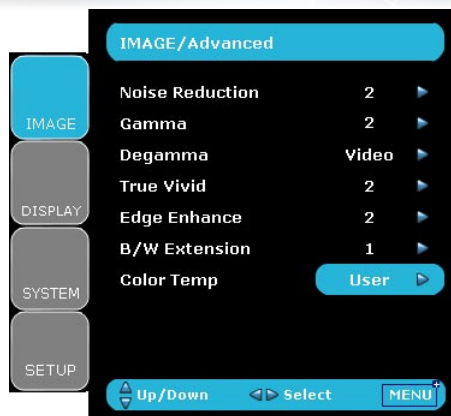 IMAGE/Advanced
IMAGE
DISPLAY
SYSTEM
SETUP
Noise Reduction 2
Gamma 2
Degamma Video
True Vivid 2
Edge Enhance 2
B/W Extension 1
Color Temp User
Up/Down Select MENU